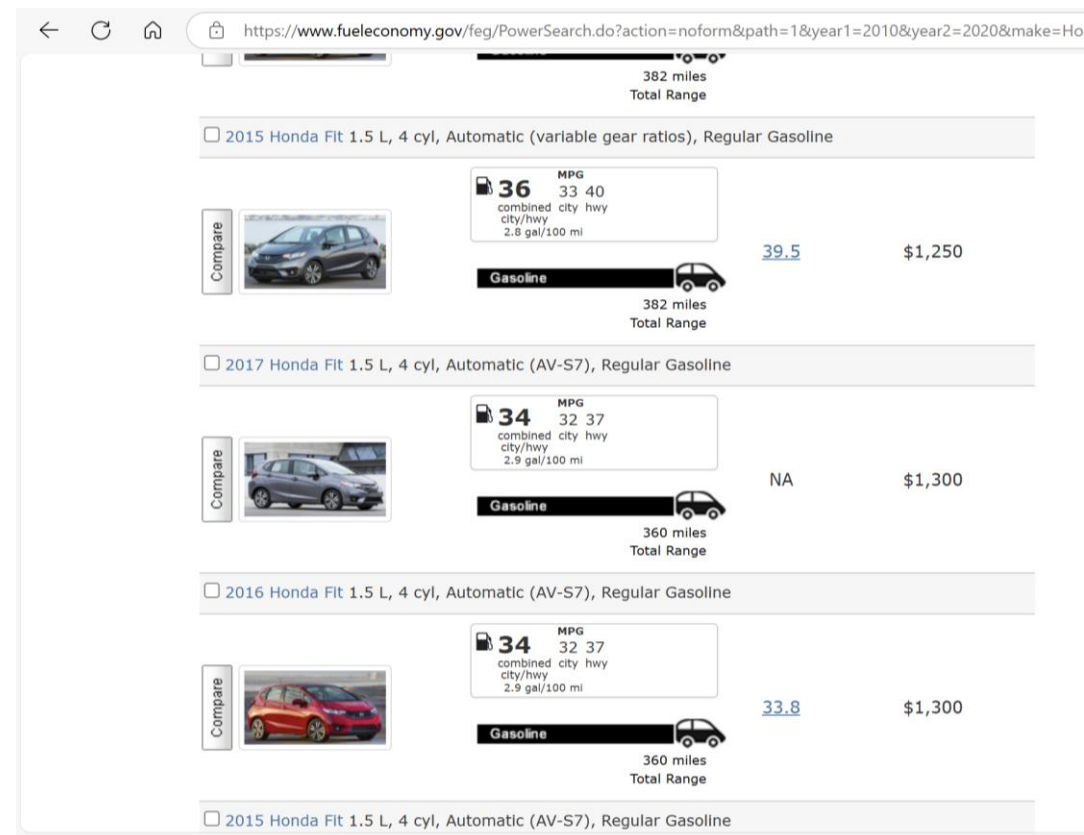 https://www.fueleconomy.gov/feg/PowerSearch.do?action=noform&path=1&year1=2010&year2=2020&make=Ho
382 miles
Total Range
2015 Honda Fit 1.5 L, 4 cyl, Automatic (variable gear ratios), Regular Gasoline
Compare
MPG
36 33 40
combined city hwy
city/hwy
2.8 gal/100 mi
39.5
$1,250
Gasoline
382 miles
Total Range
2017 Honda Fit 1.5 L, 4 cyl, Automatic (AV-S7), Regular Gasoline
Compare
MPG
34 32 37
combined city hwy
city/hwy
2.9 gal/100 mi
NA
$1,300
Gasoline
360 miles
Total Range
2016 Honda Fit 1.5 L, 4 cyl, Automatic (AV-S7), Regular Gasoline
Compare
MPG
34 32 37
combined city hwy
city/hwy
2.9 gal/100 mi
33.8
$1,300
Gasoline
360 miles
Total Range
2015 Honda Fit 1.5 L, 4 cyl, Automatic (AV-S7), Regular Gasoline